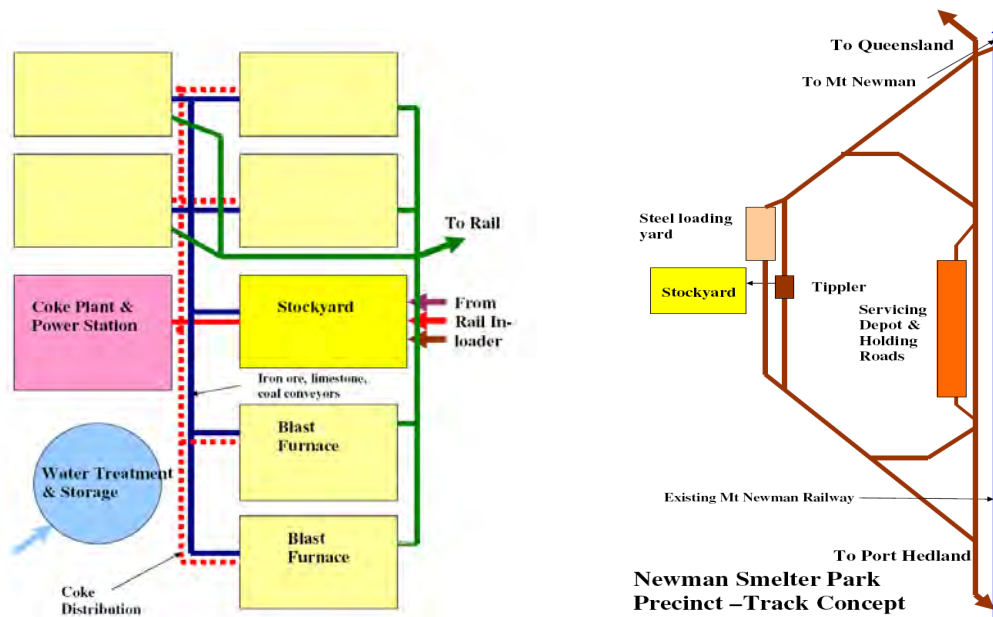 To Rail
Coke Plant &
Power Station
Stockyard
From
Rail In-
loader
Iron ore, limestone,
coal conveyors
Blast
Furnace
Water Treatment
& Storage
Blast
Furnace
Coke
Distribution
To Queensland
To Mt Newman
Steel loading
yard
Stockyard
Tippler
Servicing
Depot &
Holding
Roads
Existing Mt Newman Railway
To Port Hedland
Newman Smelter Park
Precinct –Track Concept